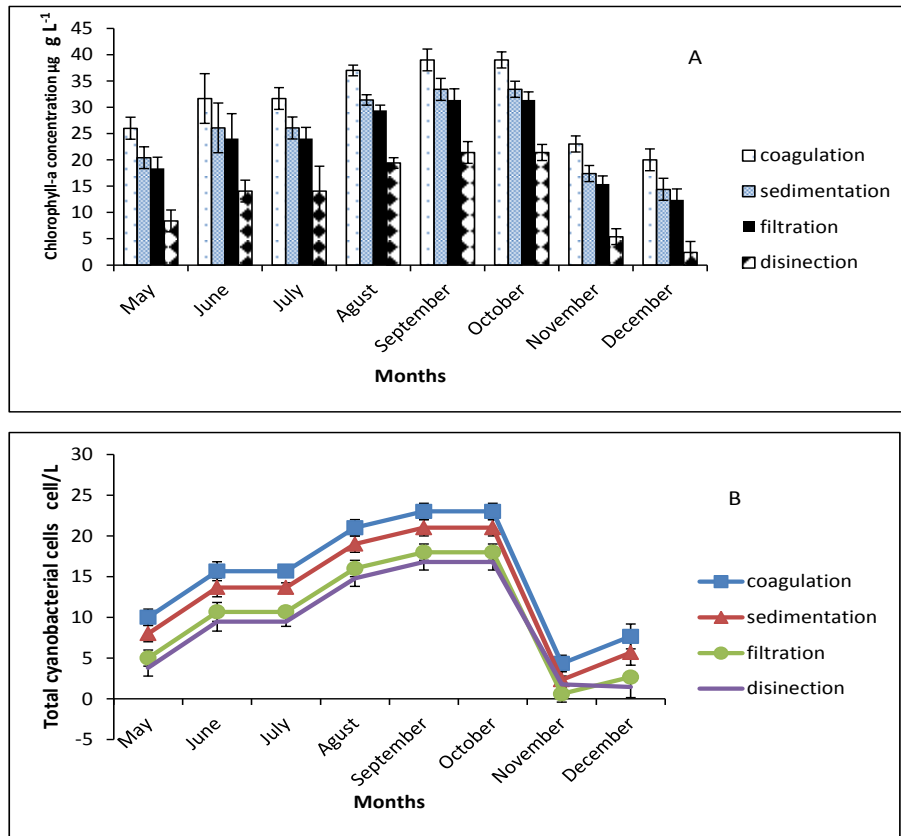 A
Chlorophyll-a concentration µg g L-1
45
40
35
30
25
20
15
10
5
0
May
June
July
Agust
September
October
November
December
Months
coagulation
sedimentation
filtration
disinection
B
Total cyanobacterial cells cell/L
30
25
20
15
10
5
0
-5
May
June
July
Agust
September
October
November
December
Months
coagulation
sedimentation
filtration
disinection